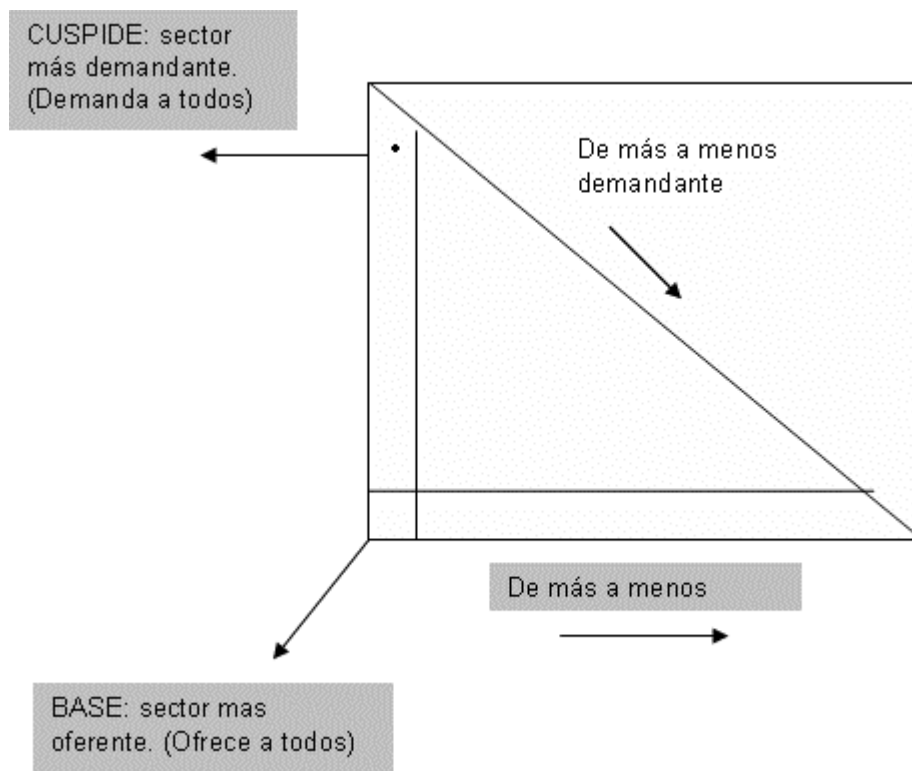 CUSPIDE: sector
más demandante.
(Demanda a todos)
De más a menos
demandante
De más a menos
BASE: sector mas
oferente. (Ofrece a todos)